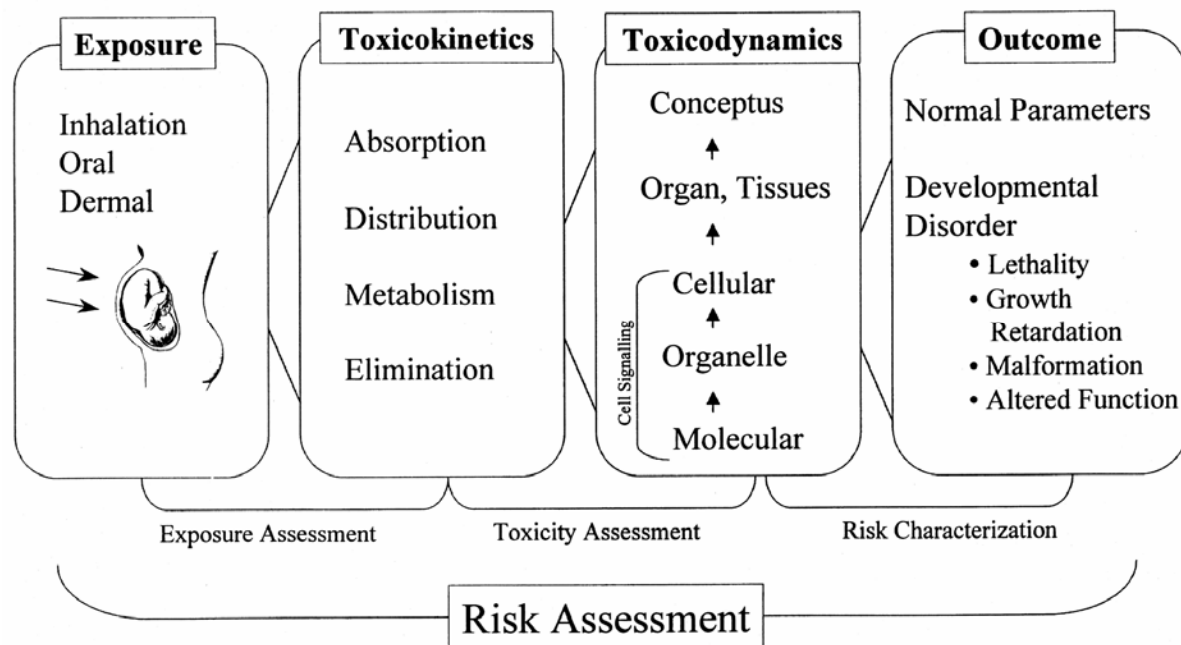 Exposure
Inhalation
Oral
Dermal
Toxicokinetics
Absorption
Distribution
Metabolism
Elimination
Toxicodynamics
Conceptus
Organ, Tissues
Cellular
Organelle
Molecular
Cell Signalling
Outcome
Normal Parameters
Developmental
Disorder
• Lethality
• Growth
Retardation
• Malformation
• Altered Function
Exposure Assessment
Toxicity Assessment
Risk Characterization
Risk Assessment